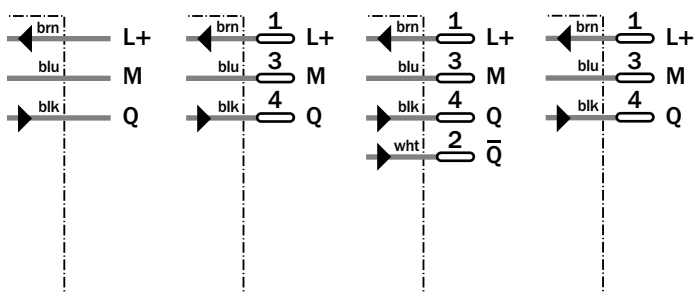 brn L+
blu M
blk Q
brn 1 L+
blu 3 M
blk 4 Q
brn 1 L+
blu 3 M
blk 4 Q
wht 2 Q̅
brn 1 L+
blu 3 M
blk 4 Q